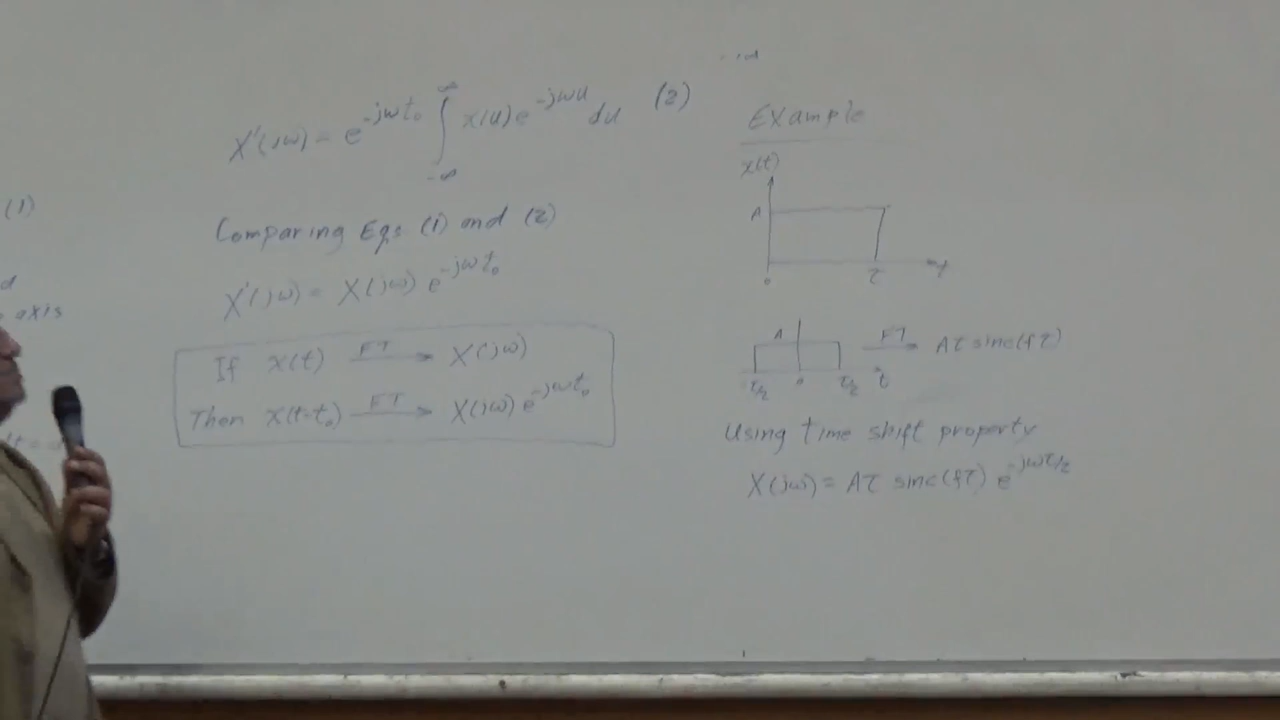 (1)
axis
X'(jω) = e^{-jωt₀} ∫_{-∞}^{∞} x(u) e^{-jωu} du (2)
Comparing Eqs (1) and (2)
X'(jω) = X(jω) e^{-jωt₀}
If x(t) FT→ X(jω)
Then x(t-t₀) FT→ X(jω) e^{-jωt₀}
Example
x(t)
A
0 τ t
A FT→ Aτ sinc(fτ)
τ/2 0 τ/2 t
Using time shift property
X(jω) = Aτ sinc(fτ) e^{-jωτ/2}